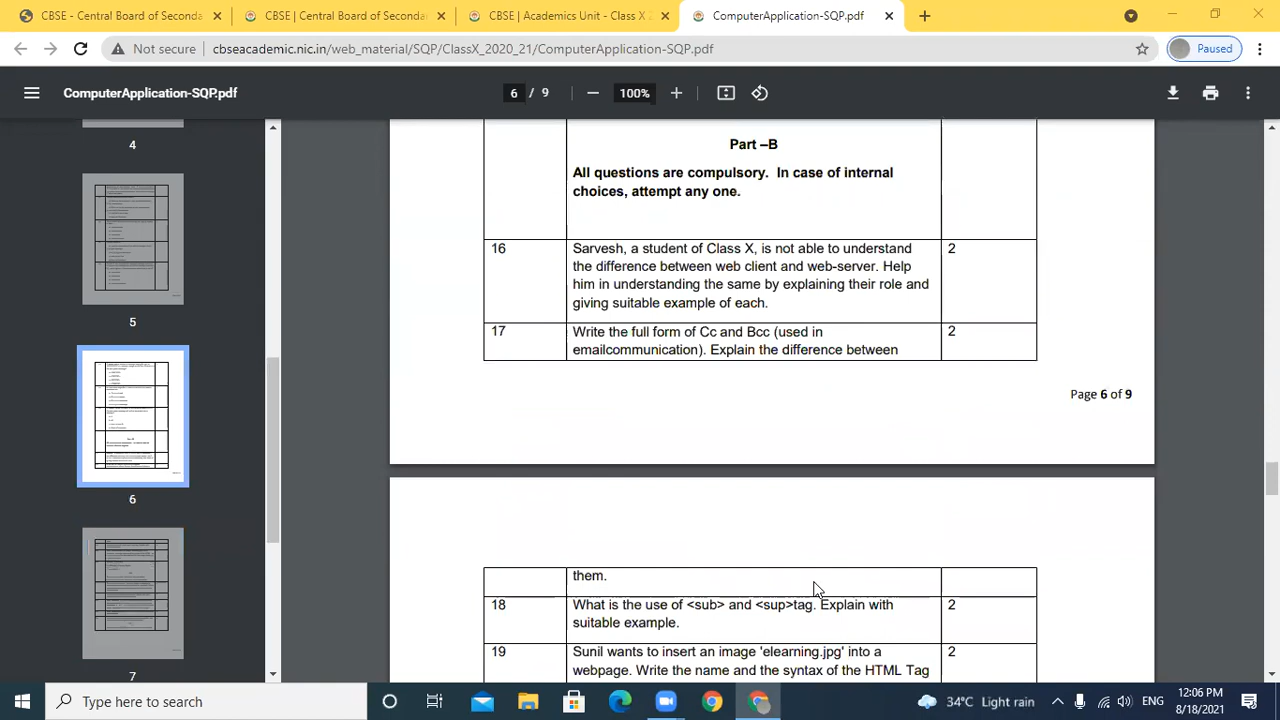 CBSE - Central Board of Seconda
CBSE | Central Board of Seconda
CBSE | Academics Unit - Class X 2
ComputerApplication-SQP.pdf
Not secure
cbseacademic.nic.in/web_material/SQP/ClassX_2020_21/ComputerApplication-SQP.pdf
Paused
ComputerApplication-SQP.pdf
6 / 9
100%
4
5
6
7
Part –B
All questions are compulsory. In case of internal
choices, attempt any one.
16 Sarvesh, a student of Class X, is not able to understand 2
the difference between web client and web-server. Help
him in understanding the same by explaining their role and
giving suitable example of each.
17 Write the full form of Cc and Bcc (used in 2
emailcommunication). Explain the difference between
Page 6 of 9
them.
18 What is the use of <sub> and <sup>tag. Explain with 2
suitable example.
19 Sunil wants to insert an image 'elearning.jpg' into a 2
webpage. Write the name and the syntax of the HTML Tag
Type here to search
34°C Light rain
ENG
12:06 PM
8/18/2021